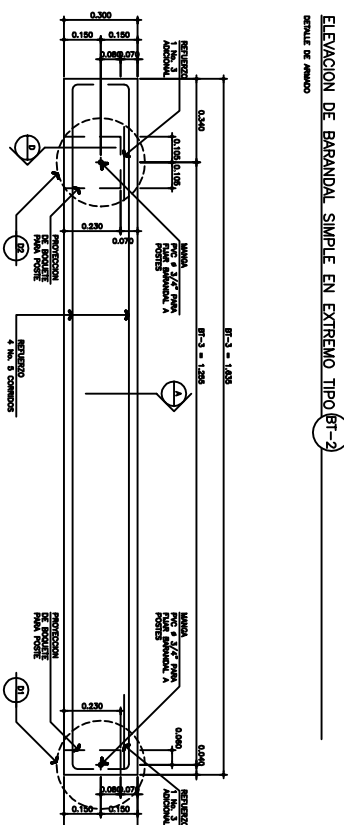 ELEVACION DE BARANDAL SIMPLE EN EXTREMO TIPO BT-2
DETALLE DE ARMADO
BT-3 = 1.635
BT-3 = 1.255
0.340
0.040
0.105
0.105
0.060
REFUERZO
1 No. 3
ADICIONAL
MANGA
PVC ø 3/4" PARA
FIJAR BARANDAL A
POSTES
MANGA
PVC ø 3/4" PARA
FIJAR BARANDAL A
POSTES
REFUERZO
1 No. 3
ADICIONAL
0.300
0.150
0.150
0.080
0.070
0.230
0.070
A
0.230
0.080
0.070
0.150
0.150
D
D2
PROYECCION
DE BOQUETE
PARA POSTE
REFUERZO
4 No. 5 CORRIDOS
PROYECCION
DE BOQUETE
PARA POSTE
D1